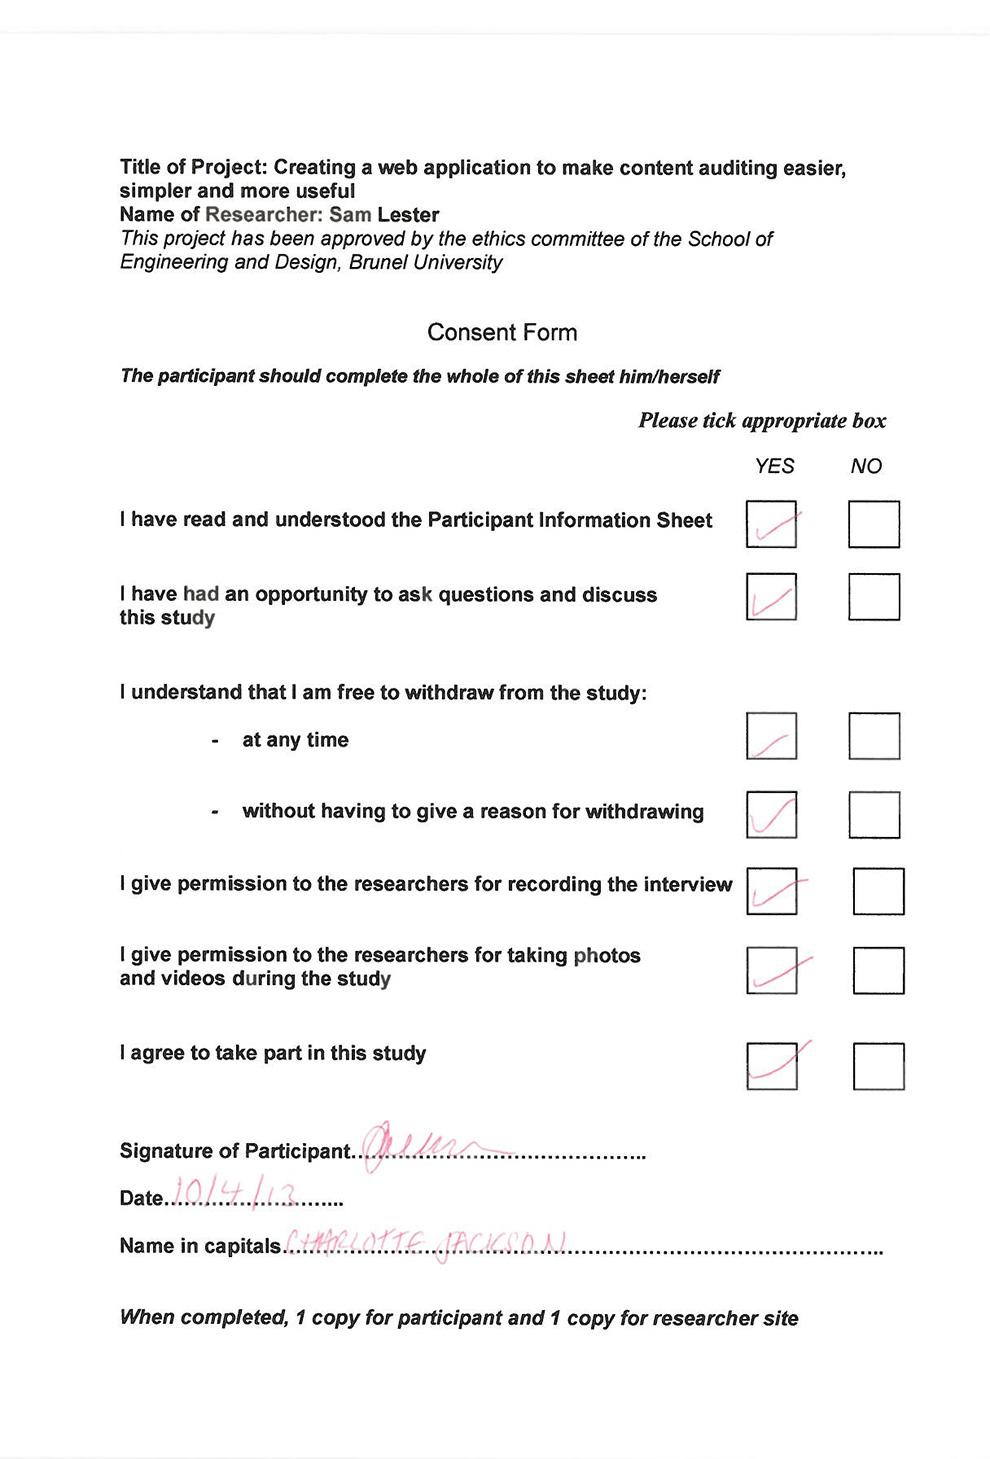 Title of Project: Creating a web application to make content auditing easier,
simpler and more useful
Name of Researcher: Sam Lester
This project has been approved by the ethics committee of the School of
Engineering and Design, Brunel University
Consent Form
The participant should complete the whole of this sheet him/herself
Please tick appropriate box
YES NO
I have read and understood the Participant Information Sheet
I have had an opportunity to ask questions and discuss
this study
I understand that I am free to withdraw from the study:
- at any time
- without having to give a reason for withdrawing
I give permission to the researchers for recording the interview
I give permission to the researchers for taking photos
and videos during the study
I agree to take part in this study
Signature of Participant
Date 10/4/13
Name in capitals CHARLOTTE JACKSON
When completed, 1 copy for participant and 1 copy for researcher site